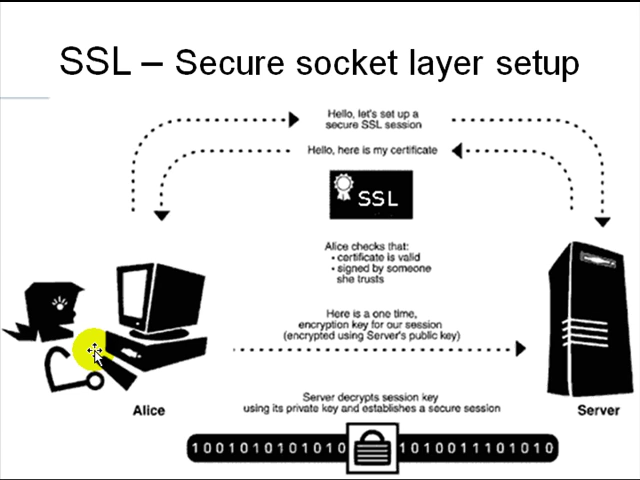 SSL – Secure socket layer setup
Hello, let's set up a
secure SSL session
Hello, here is my certificate
SSL
Alice checks that:
• certificate is valid
• signed by someone
she trusts
Here is a one time,
encryption key for our session
(encrypted using Server's public key)
Server decrypts session key
using its private key and establishes a secure session
Alice
Server
1001010101010
1010011101010